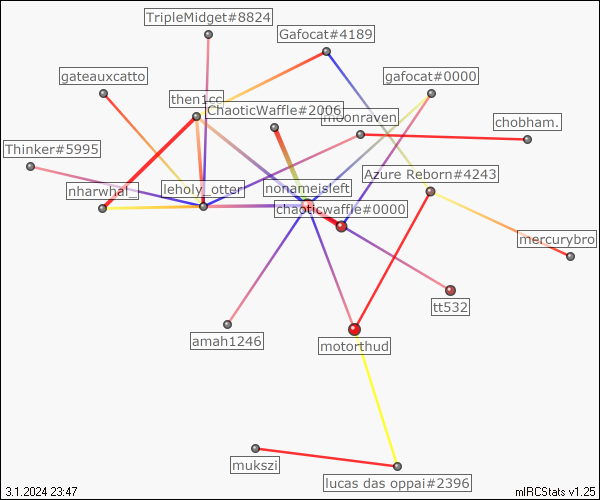 TripleMidget#8824
Gafocat#4189
gateauxcatto
gafocat#0000
then1cc
ChaoticWaffle#2006
moonraven
chobham.
Thinker#5995
Azure Reborn#4243
nharwhal_
leholy_otter
nonameisleft
chaoticwaffle#0000
mercurybro
tt532
amah1246
motorthud
mukszi
lucas das oppai#2396
3.1.2024 23:47
mIRCStats v1.25